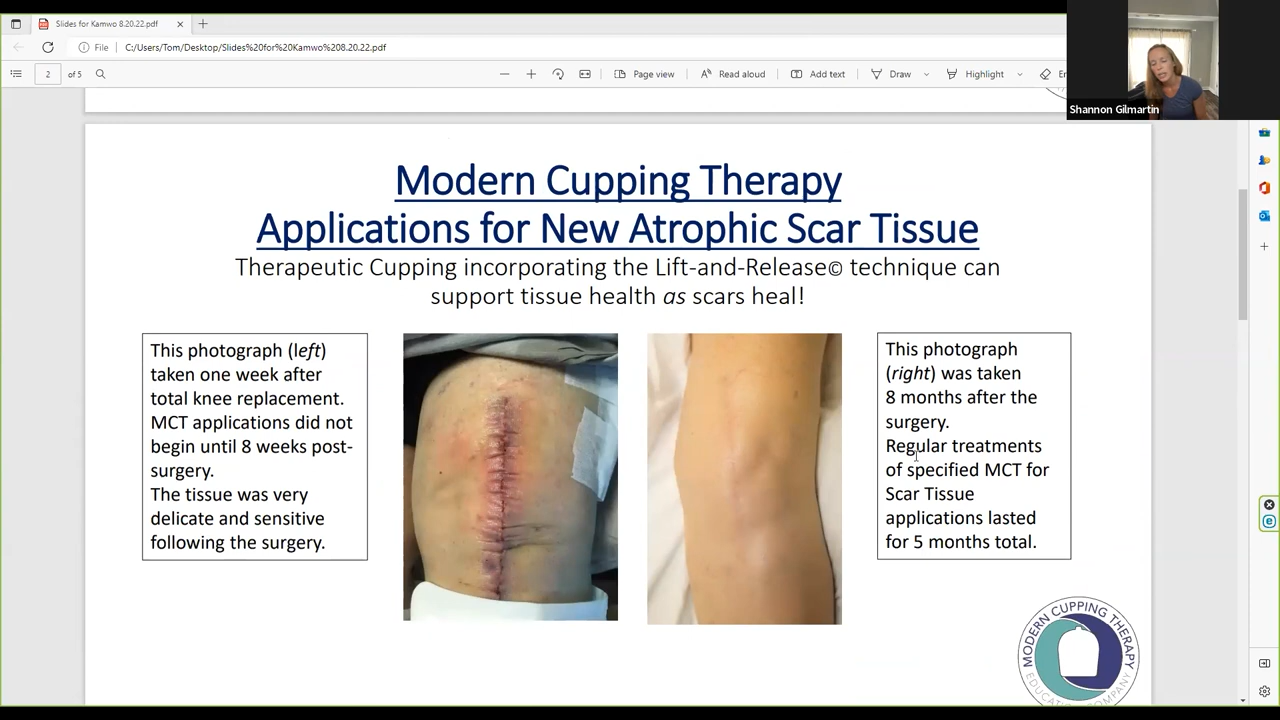 Slides for Kamwo 8.20.22.pdf
File
C:/Users/Tom/Desktop/Slides%20for%20Kamwo%208.20.22.pdf
2 of 5
Page view
Read aloud
Add text
Draw
Highlight
Shannon Gilmartin
Modern Cupping Therapy
Applications for New Atrophic Scar Tissue
Therapeutic Cupping incorporating the Lift-and-Release© technique can
support tissue health as scars heal!
This photograph (left)
taken one week after
total knee replacement.
MCT applications did not
begin until 8 weeks post-
surgery.
The tissue was very
delicate and sensitive
following the surgery.
This photograph
(right) was taken
8 months after the
surgery.
Regular treatments
of specified MCT for
Scar Tissue
applications lasted
for 5 months total.
MODERN CUPPING THERAPY